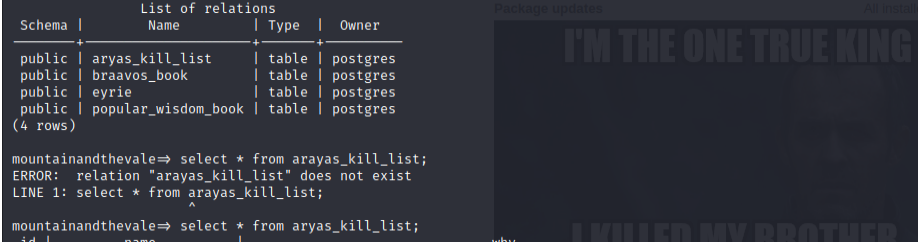 List of relations
Schema | Name | Type | Owner
--------+---------------------+-------+----------
public | aryas_kill_list | table | postgres
public | braavos_book | table | postgres
public | eyrie | table | postgres
public | popular_wisdom_book | table | postgres
(4 rows)
mountainandthevale=> select * from arayas_kill_list;
ERROR:  relation "arayas_kill_list" does not exist
LINE 1: select * from arayas_kill_list;
^
mountainandthevale=> select * from aryas_kill_list;
id | name | why
Package updates
I'M THE ONE TRUE KING
I KILLED MY BROTHER